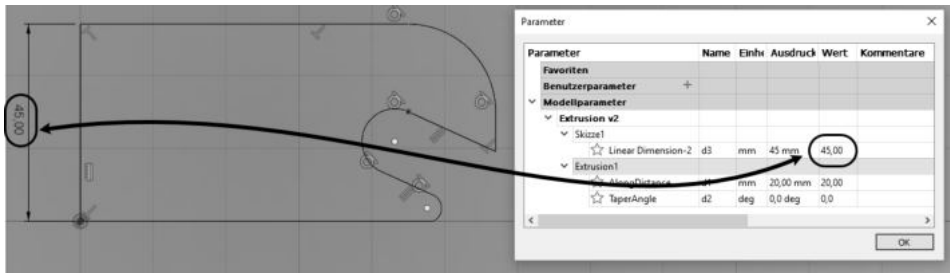 45.00
Parameter
Parameter Name Einhe Ausdruck Wert Kommentare
Favoriten
Benutzerparameter +
Modellparameter
Extrusion v2
Skizze1
Linear Dimension-2 d3 mm 45 mm 45,00
Extrusion1
AlongDistance d1 mm 20,00 mm 20,00
TaperAngle d2 deg 0,0 deg 0,0
OK